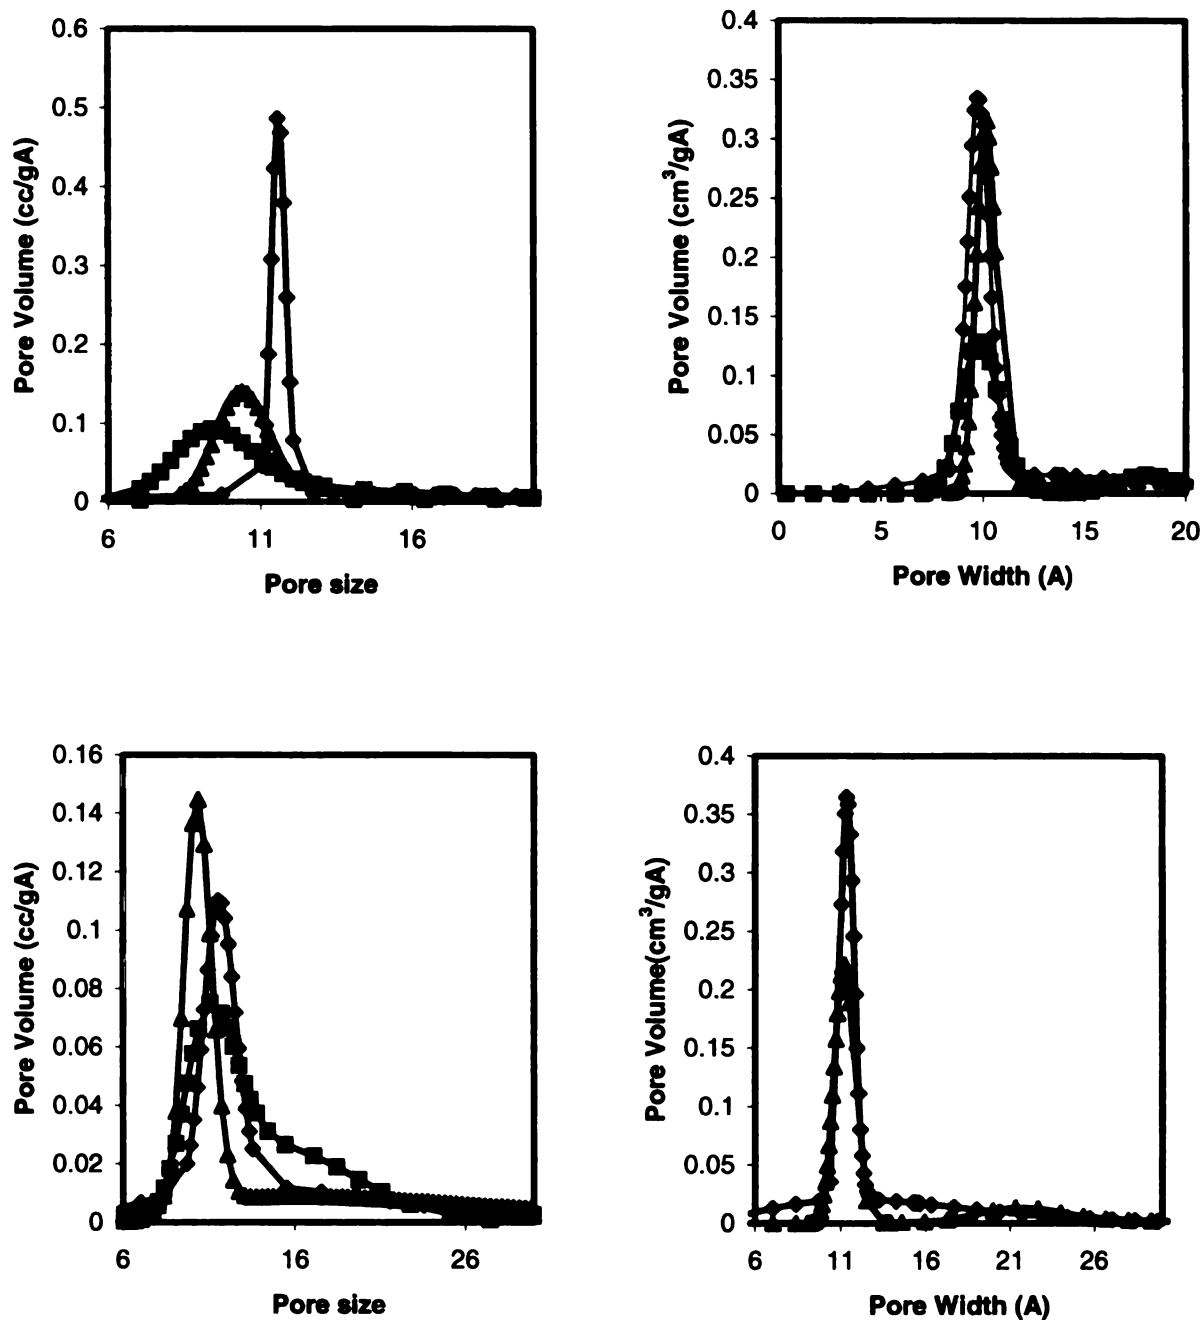 Pore Volume (cc/gA)
0.6
0.5
0.4
0.3
0.2
0.1
0
6 11 16
Pore size
Pore Volume (cm³/gA)
0.4
0.35
0.3
0.25
0.2
0.15
0.1
0.05
0
0 5 10 15 20
Pore Width (A)
Pore Volume (cc/gA)
0.16
0.14
0.12
0.1
0.08
0.06
0.04
0.02
0
6 16 26
Pore size
Pore Volume(cm³/gA)
0.4
0.35
0.3
0.25
0.2
0.15
0.1
0.05
0
6 11 16 21 26
Pore Width (A)